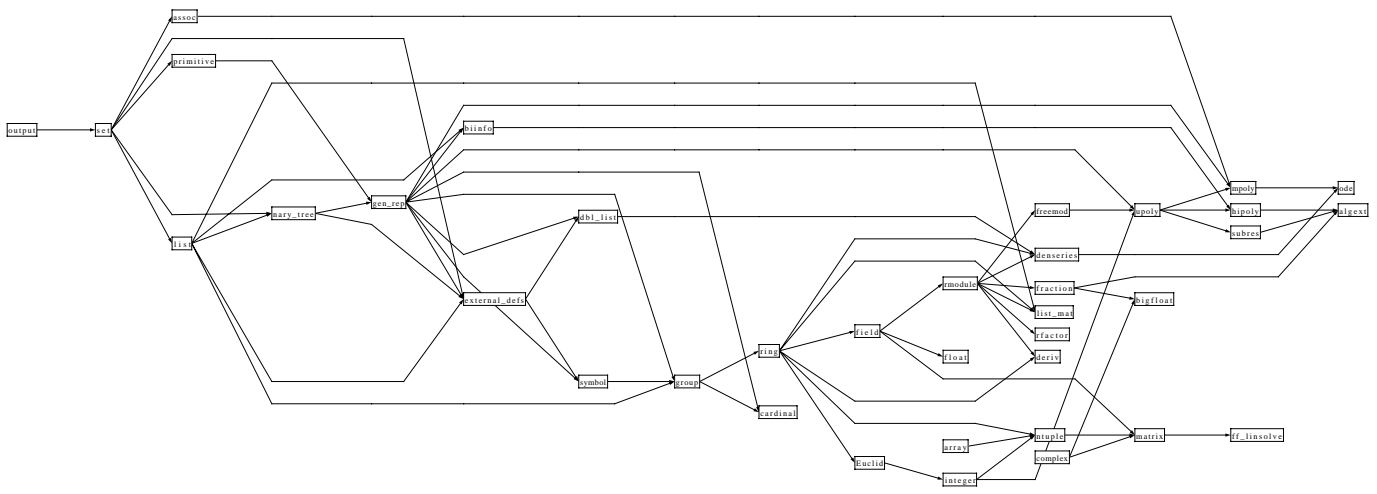 assoc
primitive
output
set
biinfo
mpoly
ode
gen_rep
nary_tree
dbl_list
freemod
upoly
hipoly
algext
subres
list
denseries
rmodule
fraction
external_defs
bigfloat
list_mat
field
rfactor
ring
float
deriv
symbol
group
cardinal
ntuple
matrix
ff_linsolve
array
complex
Euclid
integer